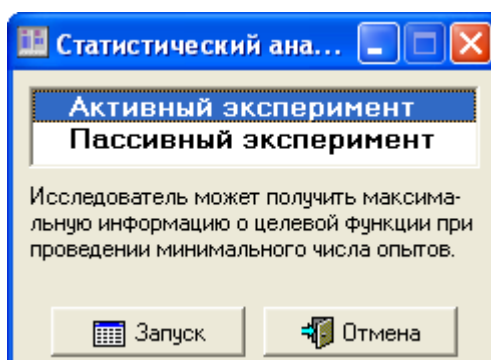 Статистический ана...
Активный эксперимент
Пассивный эксперимент
Исследователь может получить максима-
льную информацию о целевой функции при
проведении минимального числа опытов.
Запуск
Отмена